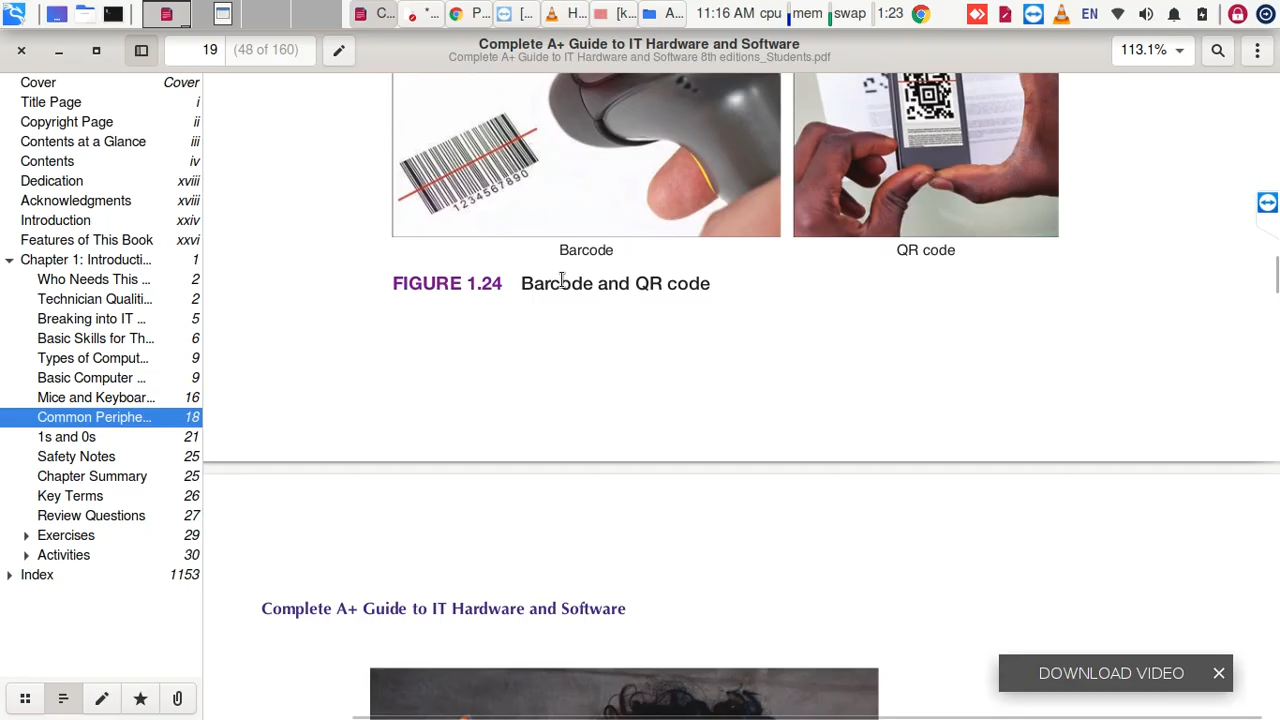 C...
*...
P...
[...
H...
[k...
A...
11:16 AM cpu mem swap 1:23 EN
19 (48 of 160)
Complete A+ Guide to IT Hardware and Software
Complete A+ Guide to IT Hardware and Software 8th editions_Students.pdf
113.1%
Cover Cover
Title Page i
Copyright Page ii
Contents at a Glance iii
Contents iv
Dedication xviii
Acknowledgments xviii
Introduction xxiv
Features of This Book xxvi
Chapter 1: Introducti... 1
Who Needs This ... 2
Technician Qualiti... 2
Breaking into IT ... 5
Basic Skills for Th... 6
Types of Comput... 9
Basic Computer ... 9
Mice and Keyboar... 16
Common Periphe... 18
1s and 0s 21
Safety Notes 25
Chapter Summary 25
Key Terms 26
Review Questions 27
Exercises 29
Activities 30
Index 1153
1234567890
Barcode
QR code
FIGURE 1.24 Barcode and QR code
Complete A+ Guide to IT Hardware and Software
DOWNLOAD VIDEO